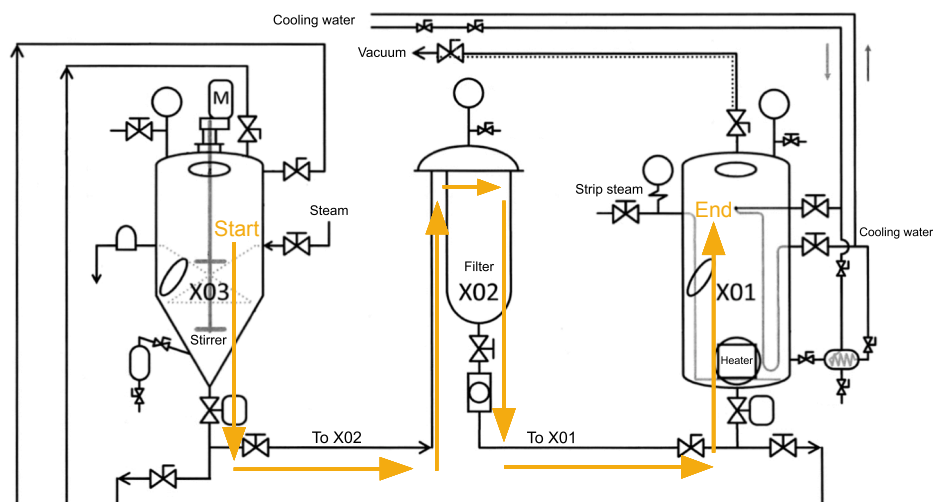 Cooling water
Vacuum
M
Strip steam
Start
Steam
End
Cooling water
Filter
X03
X02
X01
Stirrer
Heater
To X02
To X01